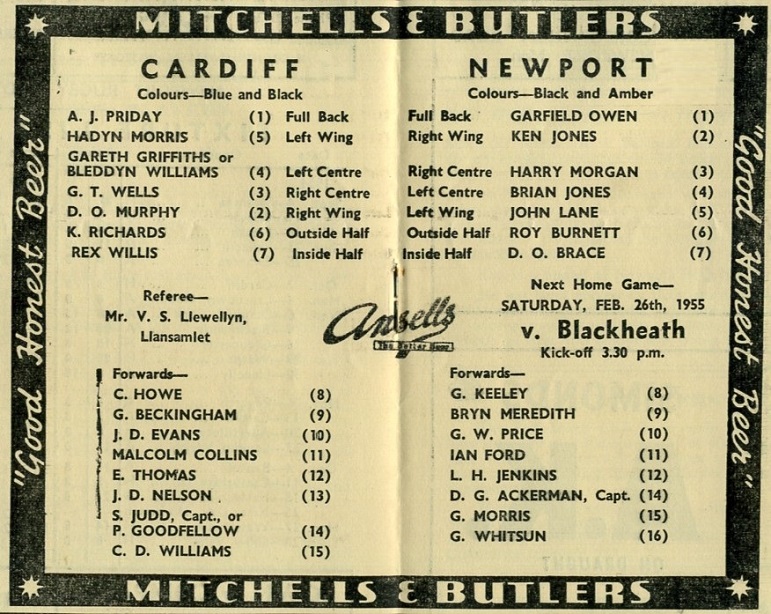 MITCHELLS & BUTLERS
"Good Honest Beer"
CARDIFF
Colours—Blue and Black
A. J. PRIDAY (1) Full Back
HADYN MORRIS (5) Left Wing
GARETH GRIFFITHS or
BLEDDYN WILLIAMS (4) Left Centre
G. T. WELLS (3) Right Centre
D. O. MURPHY (2) Right Wing
K. RICHARDS (6) Outside Half
REX WILLIS (7) Inside Half
Referee—
Mr. V. S. Llewellyn,
Llansamlet
Forwards—
C. HOWE (8)
G. BECKINGHAM (9)
J. D. EVANS (10)
MALCOLM COLLINS (11)
E. THOMAS (12)
J. D. NELSON (13)
S. JUDD, Capt., or
P. GOODFELLOW (14)
C. D. WILLIAMS (15)
Ansells
The Better Beer
NEWPORT
Colours—Black and Amber
Full Back GARFIELD OWEN (1)
Right Wing KEN JONES (2)
Right Centre HARRY MORGAN (3)
Left Centre BRIAN JONES (4)
Left Wing JOHN LANE (5)
Outside Half ROY BURNETT (6)
Inside Half D. O. BRACE (7)
Next Home Game—
SATURDAY, FEB. 26th, 1955
v. Blackheath
Kick-off 3.30 p.m.
Forwards—
G. KEELEY (8)
BRYN MEREDITH (9)
G. W. PRICE (10)
IAN FORD (11)
L. H. JENKINS (12)
D. G. ACKERMAN, Capt. (14)
G. MORRIS (15)
G. WHITSUN (16)
"Good Honest Beer"
MITCHELLS & BUTLERS